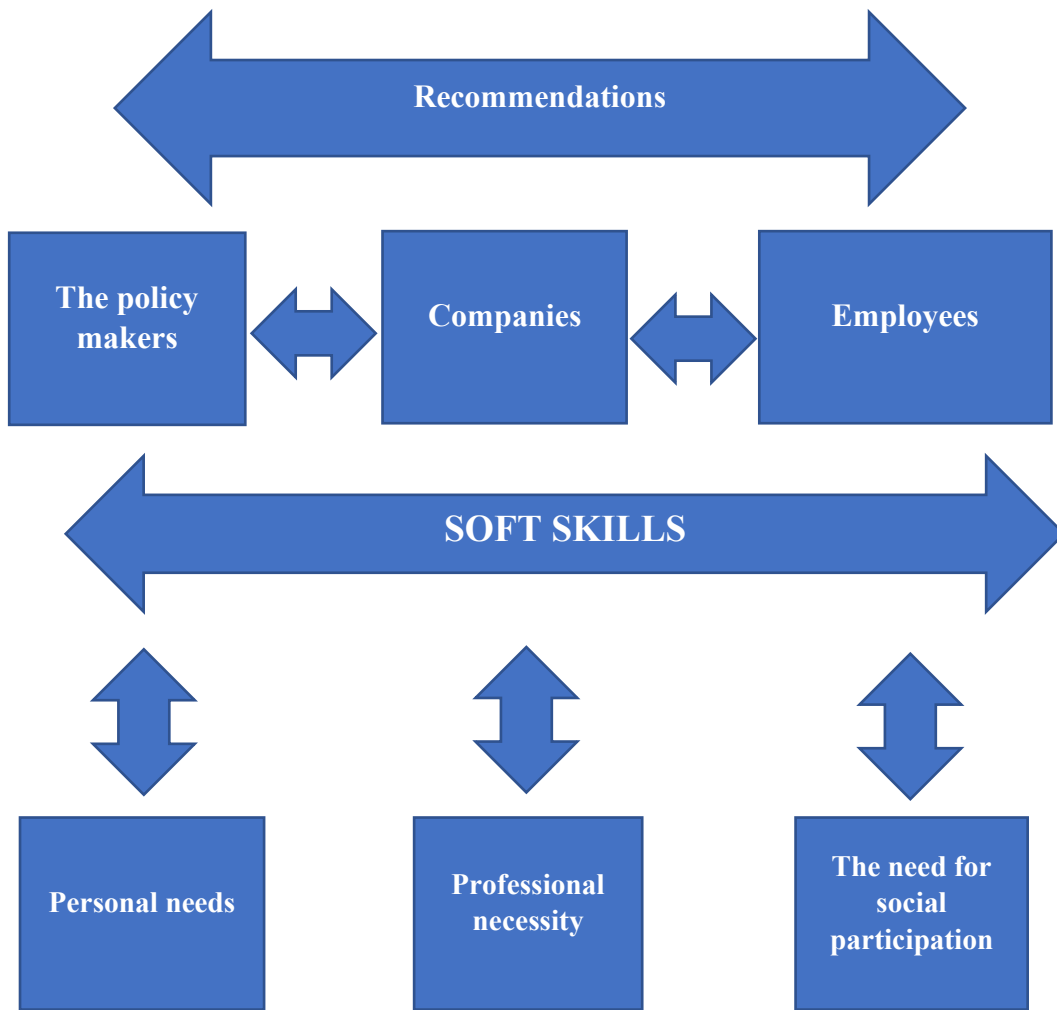 Recommendations
The policy
makers
Companies
Employees
SOFT SKILLS
Personal needs
Professional
necessity
The need for
social
participation